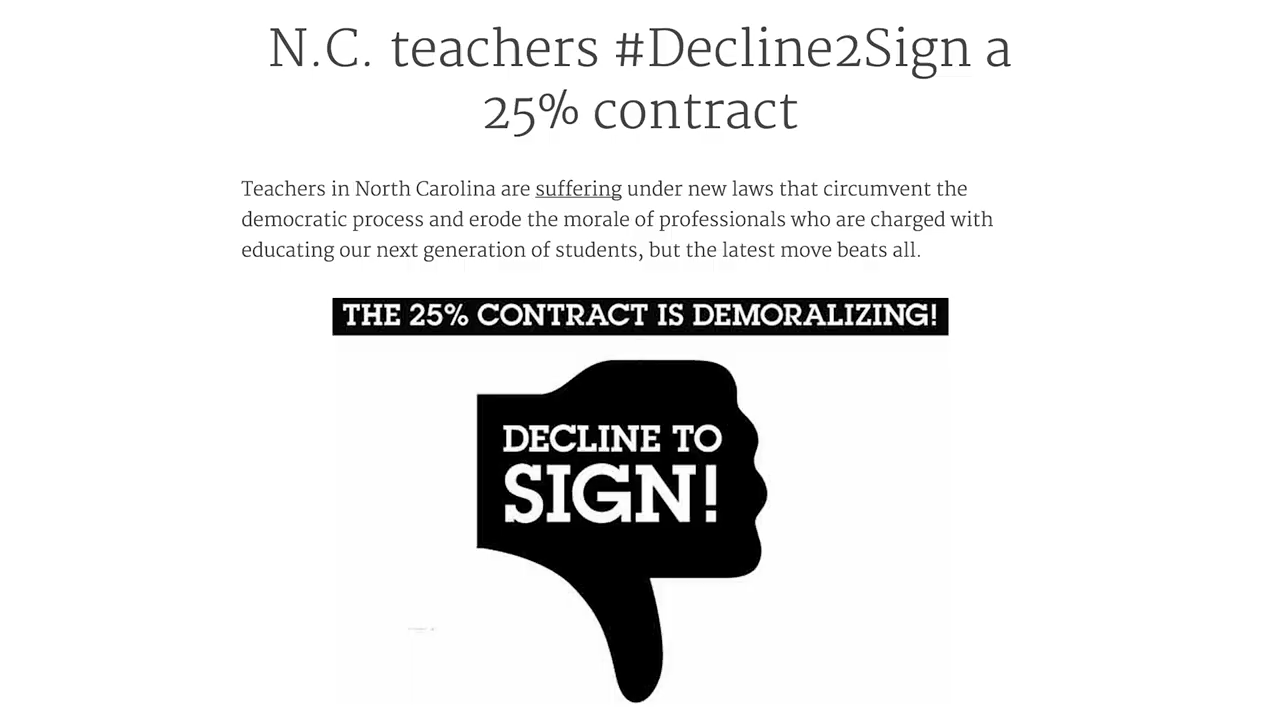 N.C. teachers #Decline2Sign a
25% contract
Teachers in North Carolina are suffering under new laws that circumvent the
democratic process and erode the morale of professionals who are charged with
educating our next generation of students, but the latest move beats all.
THE 25% CONTRACT IS DEMORALIZING!
DECLINE TO
SIGN!